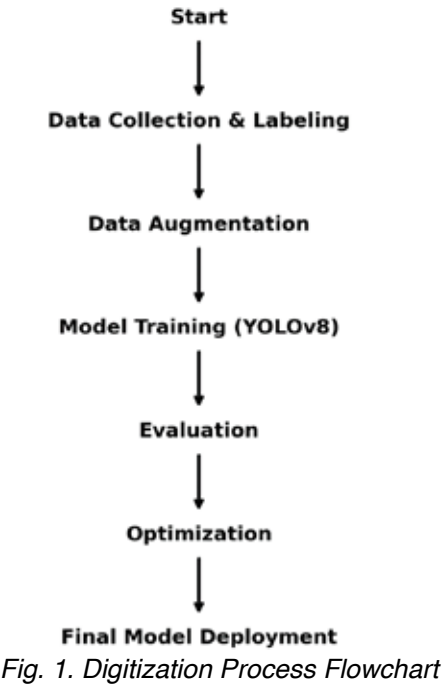 Start
Data Collection & Labeling
Data Augmentation
Model Training (YOLOv8)
Evaluation
Optimization
Final Model Deployment
Fig. 1. Digitization Process Flowchart